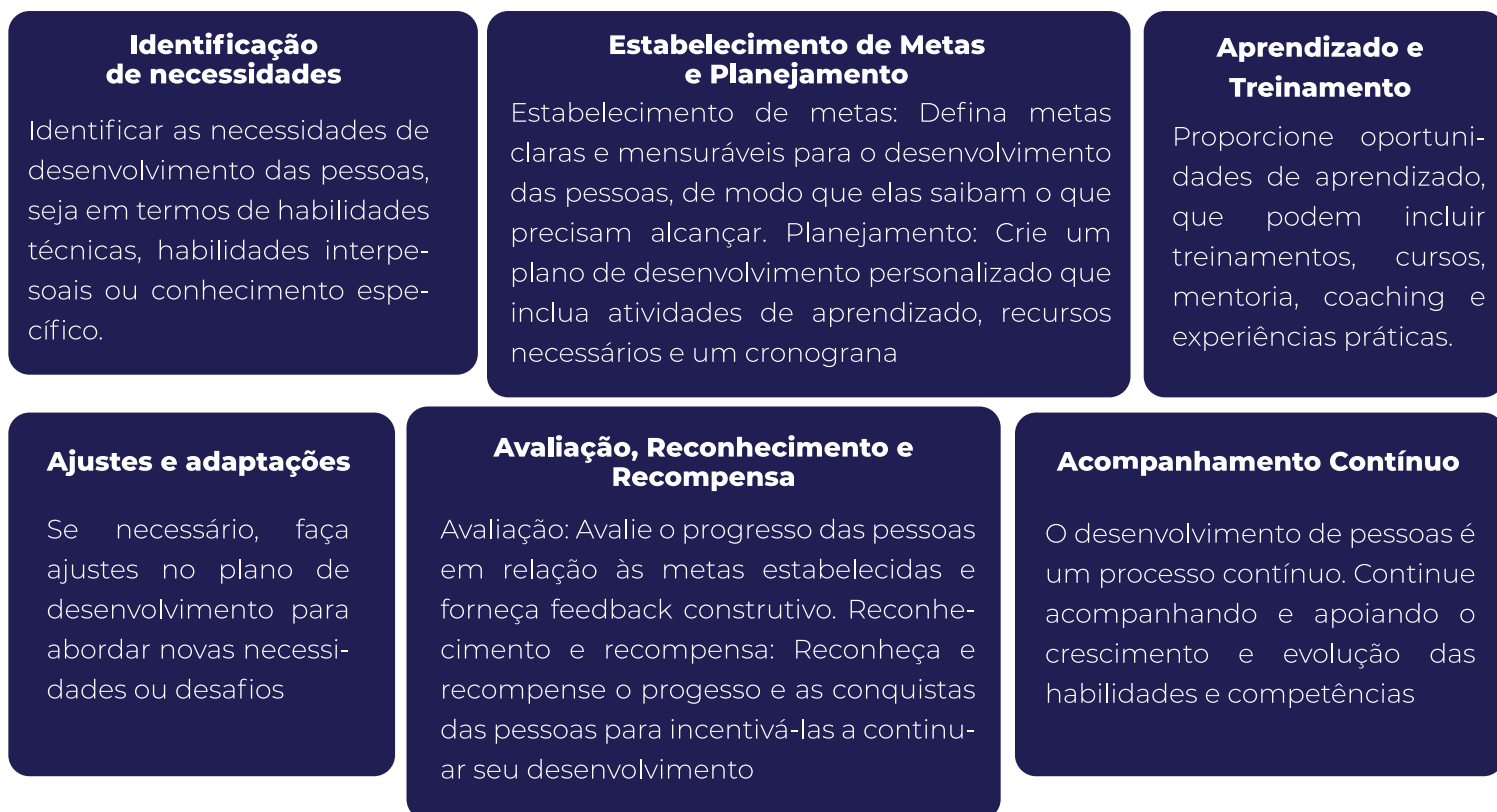 Identificação
de necessidades
Identificar as necessidades de
desenvolvimento das pessoas,
seja em termos de habilidades
técnicas, habilidades interpe-
soais ou conhecimento espe-
cífico.
Estabelecimento de Metas
e Planejamento
Estabelecimento de metas: Defina metas
claras e mensuráveis para o desenvolvimento
das pessoas, de modo que elas saibam o que
precisam alcançar. Planejamento: Crie um
plano de desenvolvimento personalizado que
inclua atividades de aprendizado, recursos
necessários e um cronograna
Aprendizado e
Treinamento
Proporcione oportuni-
dades de aprendizado,
que podem incluir
treinamentos, cursos,
mentoria, coaching e
experiências práticas.
Ajustes e adaptações
Se necessário, faça
ajustes no plano de
desenvolvimento para
abordar novas necessi-
dades ou desafios
Avaliação, Reconhecimento e
Recompensa
Avaliação: Avalie o progresso das pessoas
em relação às metas estabelecidas e
forneça feedback construtivo. Reconhe-
cimento e recompensa: Reconheça e
recompense o progesso e as conquistas
das pessoas para incentivá-las a continu-
ar seu desenvolvimento
Acompanhamento Contínuo
O desenvolvimento de pessoas é
um processo contínuo. Continue
acompanhando e apoiando o
crescimento e evolução das
habilidades e competências